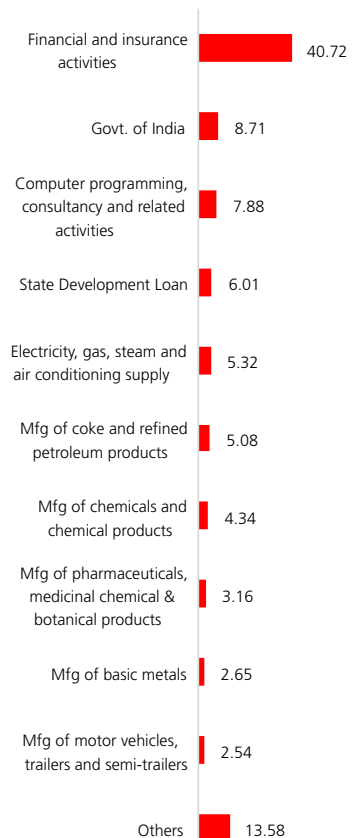 Financial and insurance
activities
40.72
Govt. of India
8.71
Computer programming,
consultancy and related
activities
7.88
State Development Loan
6.01
Electricity, gas, steam and
air conditioning supply
5.32
Mfg of coke and refined
petroleum products
5.08
Mfg of chemicals and
chemical products
4.34
Mfg of pharmaceuticals,
medicinal chemical &
botanical products
3.16
Mfg of basic metals
2.65
Mfg of motor vehicles,
trailers and semi-trailers
2.54
Others
13.58